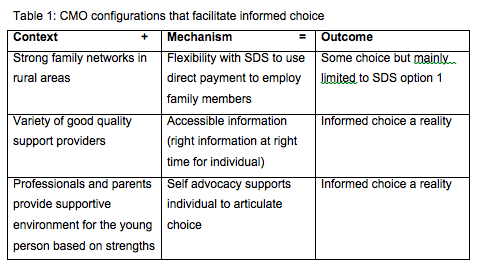 Table 1: CMO configurations that facilitate informed choice
Context + Mechanism = Outcome
Strong family networks in
rural areas
Flexibility with SDS to use
direct payment to employ
family members
Some choice but mainly
limited to SDS option 1
Variety of good quality
support providers
Accessible information
(right information at right
time for individual)
Informed choice a reality
Professionals and parents
provide supportive
environment for the young
person based on strengths
Self advocacy supports
individual to articulate
choice
Informed choice a reality